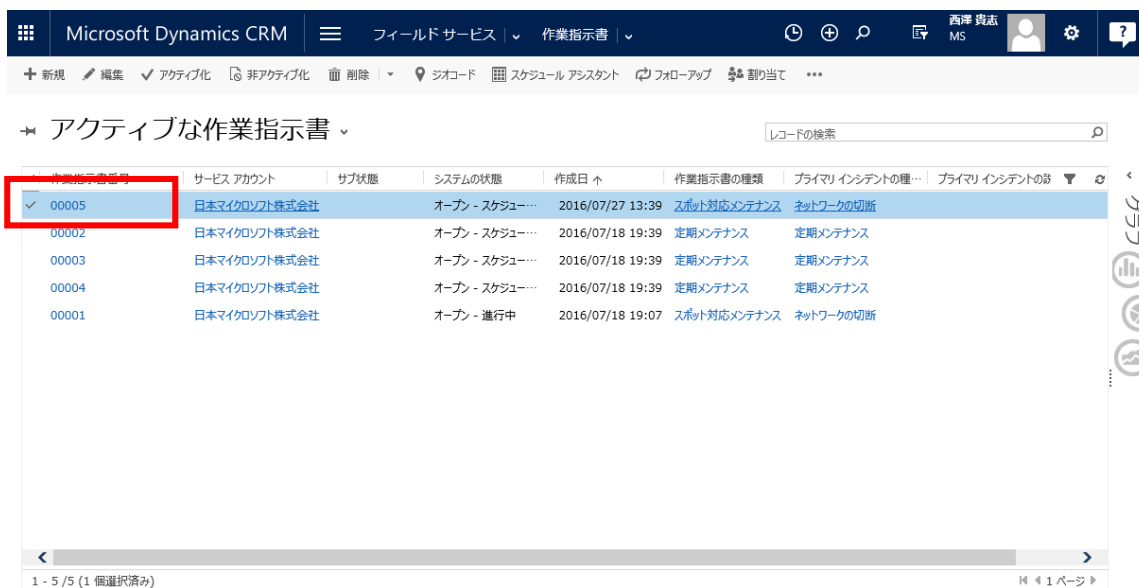 Microsoft Dynamics CRM フィールド サービス 作業指示書 西澤 貴志 MS ?
新規 編集 アクティブ化 非アクティブ化 削除 ジオコード スケジュール アシスタント フォローアップ 割り当て •••
アクティブな作業指示書 レコードの検索
作業指示書番号 サービス アカウント サブ状態 システムの状態 作成日 作業指示書の種類 プライマリ インシデントの種… プライマリ インシデントの
00005 日本マイクロソフト株式会社 オープン - スケジュー… 2016/07/27 13:39 スポット対応メンテナンス ネットワークの切断
00002 日本マイクロソフト株式会社 オープン - スケジュー… 2016/07/18 19:39 定期メンテナンス 定期メンテナンス
00003 日本マイクロソフト株式会社 オープン - スケジュー… 2016/07/18 19:39 定期メンテナンス 定期メンテナンス
00004 日本マイクロソフト株式会社 オープン - スケジュー… 2016/07/18 19:39 定期メンテナンス 定期メンテナンス
00001 日本マイクロソフト株式会社 オープン - 進行中 2016/07/18 19:07 スポット対応メンテナンス ネットワークの切断
グラフ
1 - 5 /5 (1 個選択済み) 1 ページ